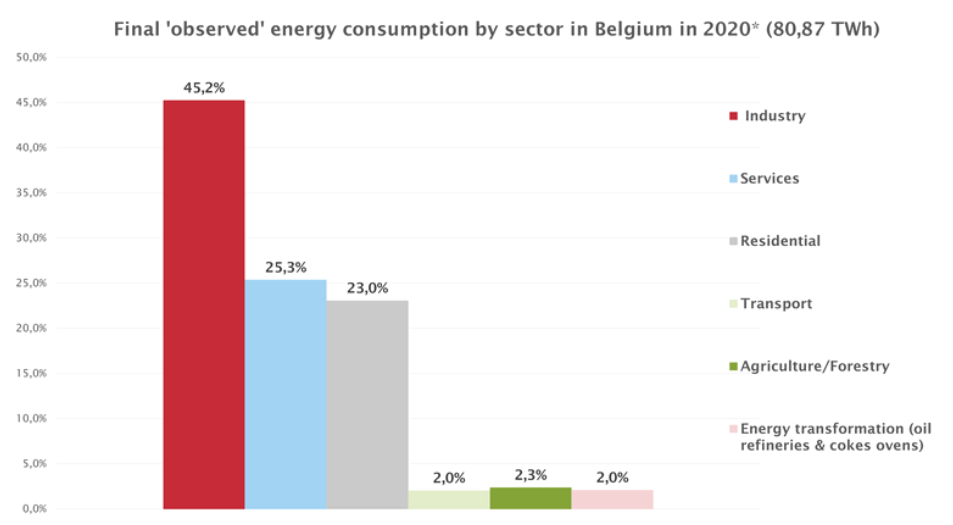 Final 'observed' energy consumption by sector in Belgium in 2020* (80,87 TWh)
50,0%
45,0%
40,0%
35,0%
30,0%
25,0%
20,0%
15,0%
10,0%
5,0%
0,0%
45,2%
25,3%
23,0%
2,0%
2,3%
2,0%
Industry
Services
Residential
Transport
Agriculture/Forestry
Energy transformation (oil
refineries & cokes ovens)